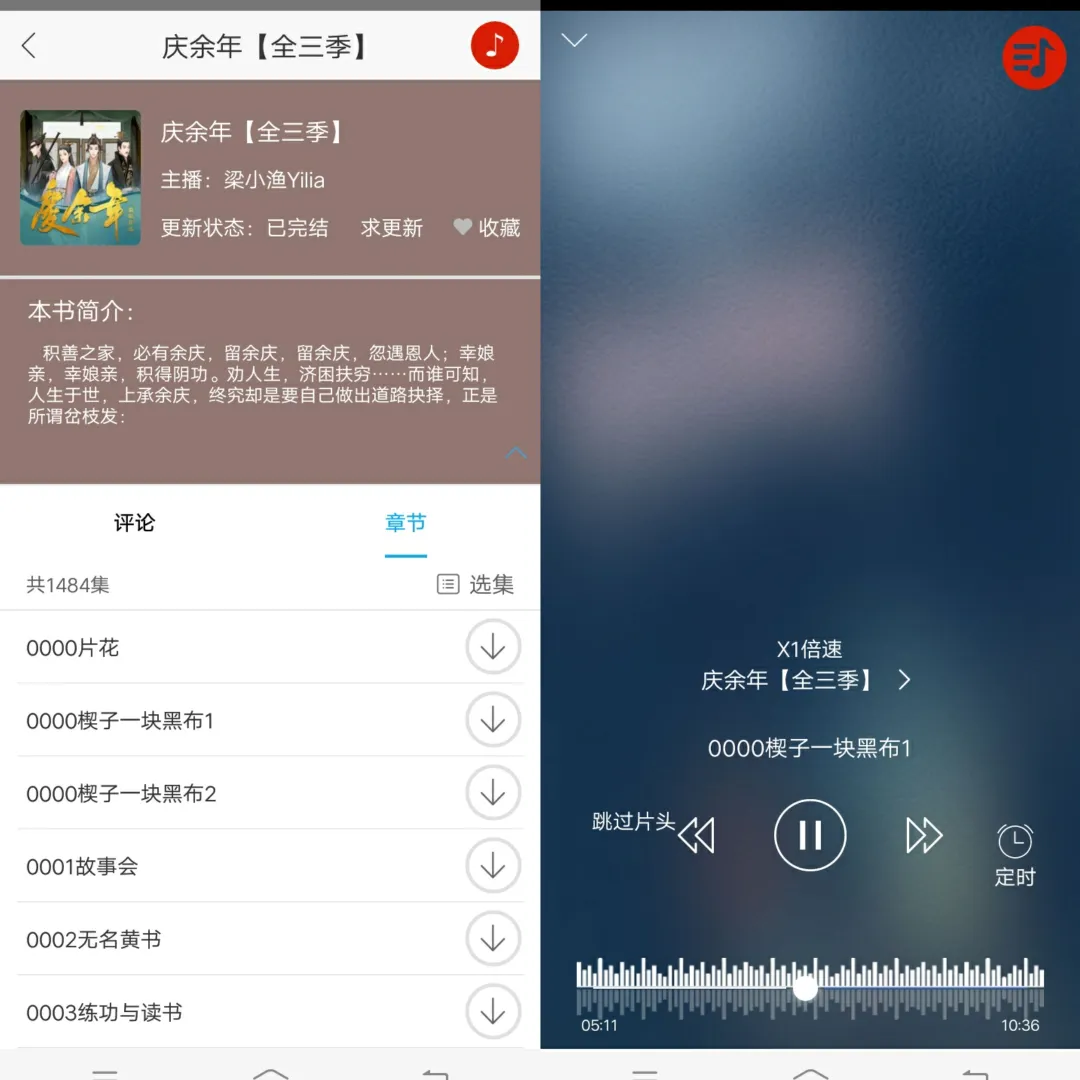 庆余年【全三季】
庆余年
庆余年【全三季】
主播：梁小渔Yilia
更新状态：已完结 求更新 收藏
本书简介：
积善之家，必有余庆，留余庆，留余庆，忽遇恩人；幸娘
亲，幸娘亲，积得阴功。劝人生，济困扶穷……而谁可知，
人生于世，上承余庆，终究却是要自己做出道路抉择，正是
所谓岔枝发：
评论 章节
共1484集 选集
0000片花
0000楔子一块黑布1
0000楔子一块黑布2
0001故事会
0002无名黄书
0003练功与读书
X1倍速
庆余年【全三季】
0000楔子一块黑布1
跳过片头
定时
05:11 10:36